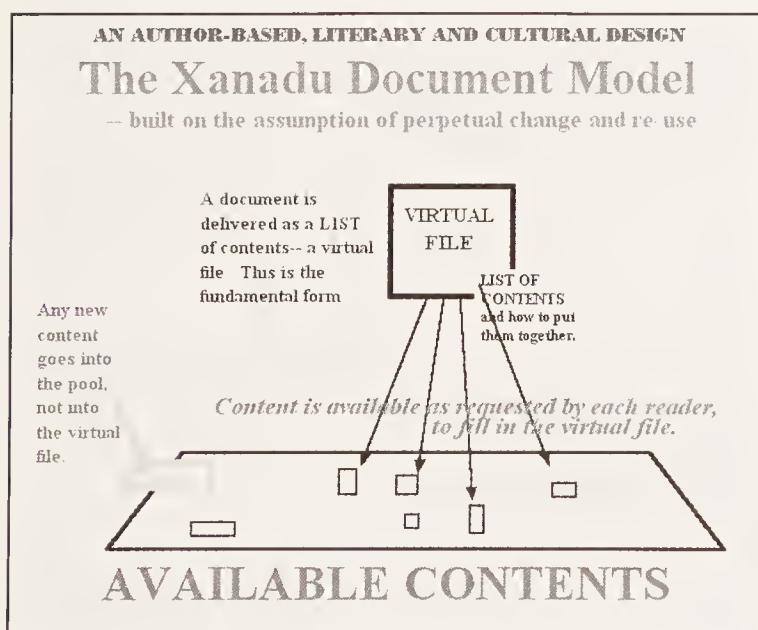 AN AUTHOR-BASED, LITERARY AND CULTURAL DESIGN
The Xanadu Document Model
-- built on the assumption of perpetual change and re-use
A document is
delivered as a LIST
of contents-- a virtual
file This is the
fundamental form
VIRTUAL
FILE
LIST OF
CONTENTS
and how to put
them together.
Any new
content
goes into
the pool,
not into
the virtual
file.
Content is available as requested by each reader,
to fill in the virtual file.
AVAILABLE CONTENTS